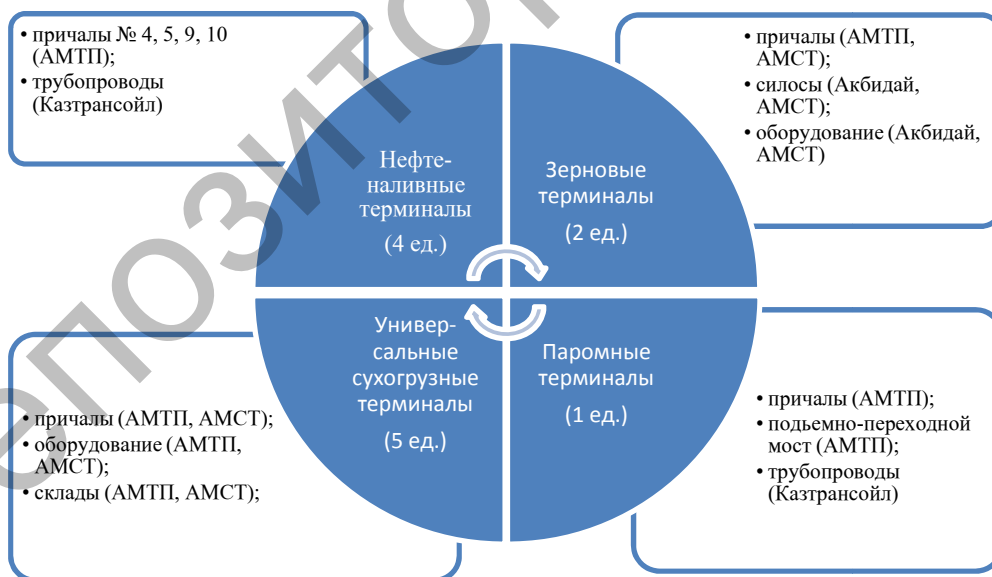 • причалы № 4, 5, 9, 10
(АМТП);
• трубопроводы
(Казтрансойл)
• причалы (АМТП,
АМСТ);
• силосы (Акбидай,
АМСТ);
• оборудование (Акбидай,
АМСТ)
Нефте-
наливные
терминалы
(4 ед.)
Зерновые
терминалы
(2 ед.)
Универ-
сальные
сухогрузные
терминалы
(5 ед.)
Паромные
терминалы
(1 ед.)
• причалы (АМТП, АМСТ);
• оборудование (АМТП,
АМСТ);
• склады (АМТП, АМСТ);
• причалы (АМТП);
• подьемно-переходной
мост (АМТП);
• трубопроводы
(Казтрансойл)